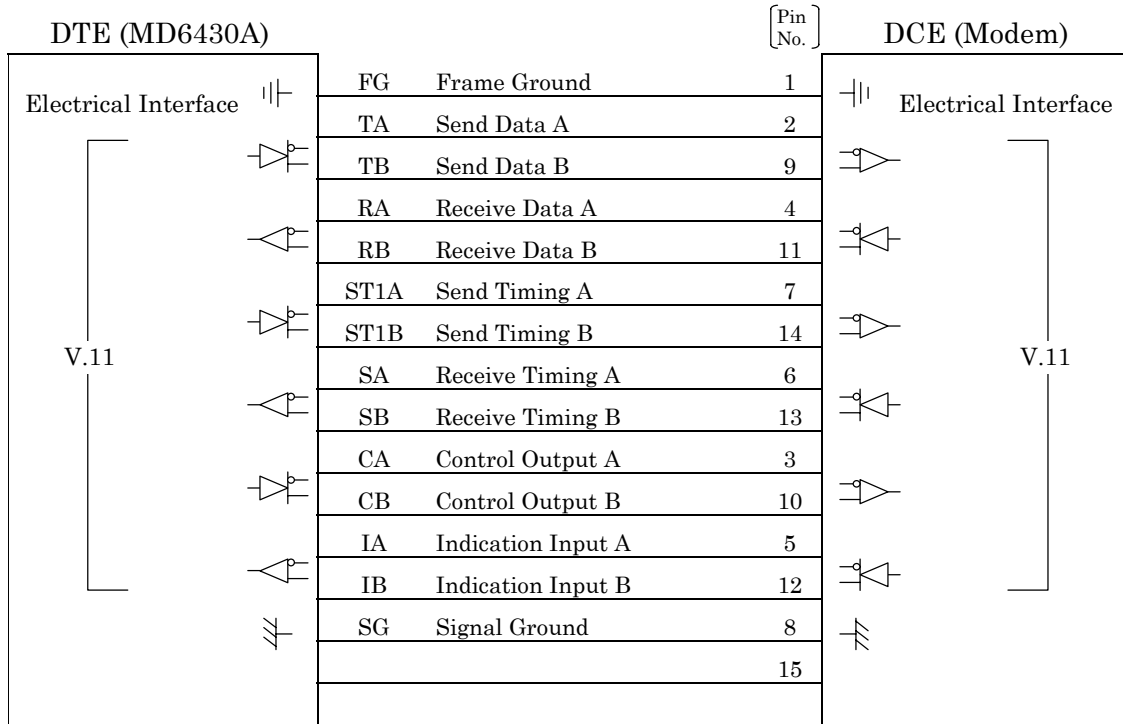 Pin
DTE (MD6430A) No. DCE (Modem)
FG Frame Ground 1
Electrical Interface Electrical Interface
TA Send Data A 2
TB Send Data B 9
RA Receive Data A 4
RB Receive Data B 11
ST1A Send Timing A 7
ST1B Send Timing B 14
V.11 V.11
SA Receive Timing A 6
SB Receive Timing B 13
CA Control Output A 3
CB Control Output B 10
IA Indication Input A 5
IB Indication Input B 12
SG Signal Ground 8
15